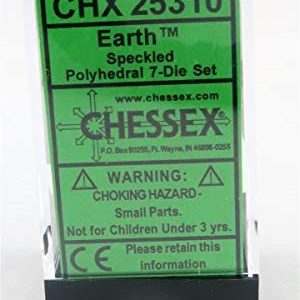 CHX 25310
Earth™
Speckled
Polyhedral 7-Die Set
www.chessex.com
CHESSEX®
P.O. Box 80255, Ft. Wayne, IN 46898-0255
WARNING:
CHOKING HAZARD-
Small Parts.
Not for Children Under 3 yrs.
CE Please retain this
information